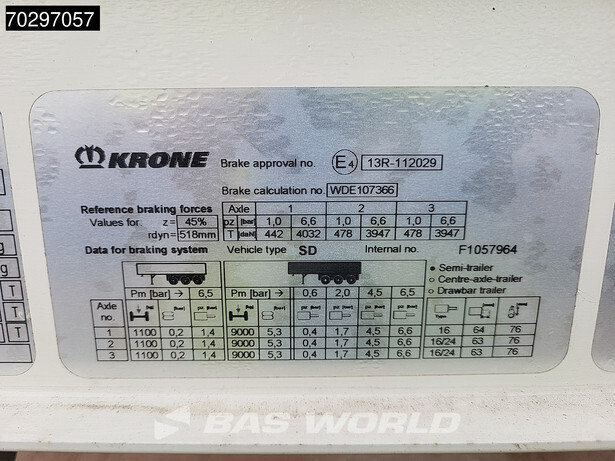 70297057
KRONE
Brake approval no. E4 13R-112029
Brake calculation no. WDE107366
Reference braking forces Axle 1 2 3
Values for z= 45% pz [bar] 1,0 6,6 1,0 6,6 1,0 6,6
rdyn= 518mm T [daN] 442 4032 478 3947 478 3947
Data for braking system Vehicle type SD Internal no. F1057964
Semi-trailer
Centre-axle-trailer
Drawbar trailer
Pm [bar] → 6,5 Pm [bar]→ 0,6 2,0 4,5 6,5
Axle no.
1 1100 0,2 1,4 9000 5,3 0,4 1,7 4,5 6,6 16 64 76
2 1100 0,2 1,4 9000 5,3 0,4 1,7 4,5 6,6 16/24 63 76
3 1100 0,2 1,4 9000 5,3 0,4 1,7 4,5 6,6 16/24 63 76
T
T
BAS WORLD